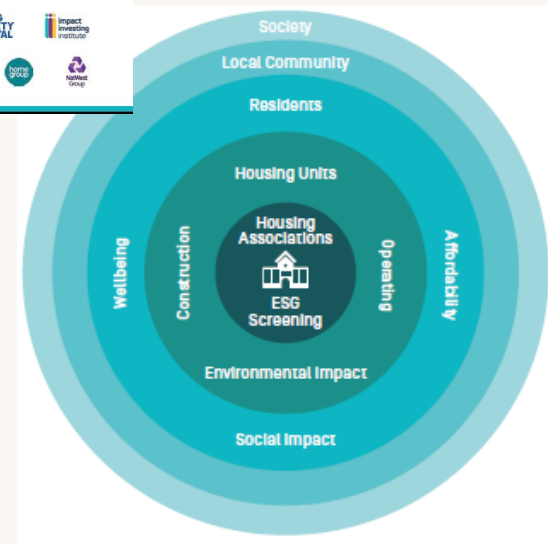 impact
investing
institute
home
group
NatWest
Group
Society
Local Community
Residents
Housing Units
Housing
Associations
Wellbeing
Construction
Operating
Affordability
ESG
Screening
Environmental Impact
Social Impact